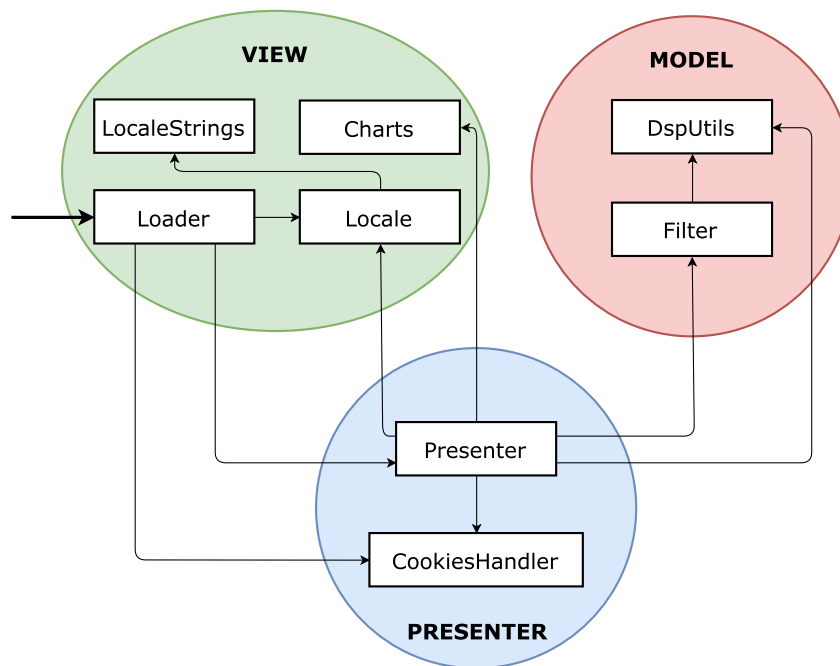 VIEW
MODEL
LocaleStrings
Charts
DspUtils
Loader
Locale
Filter
Presenter
CookiesHandler
PRESENTER